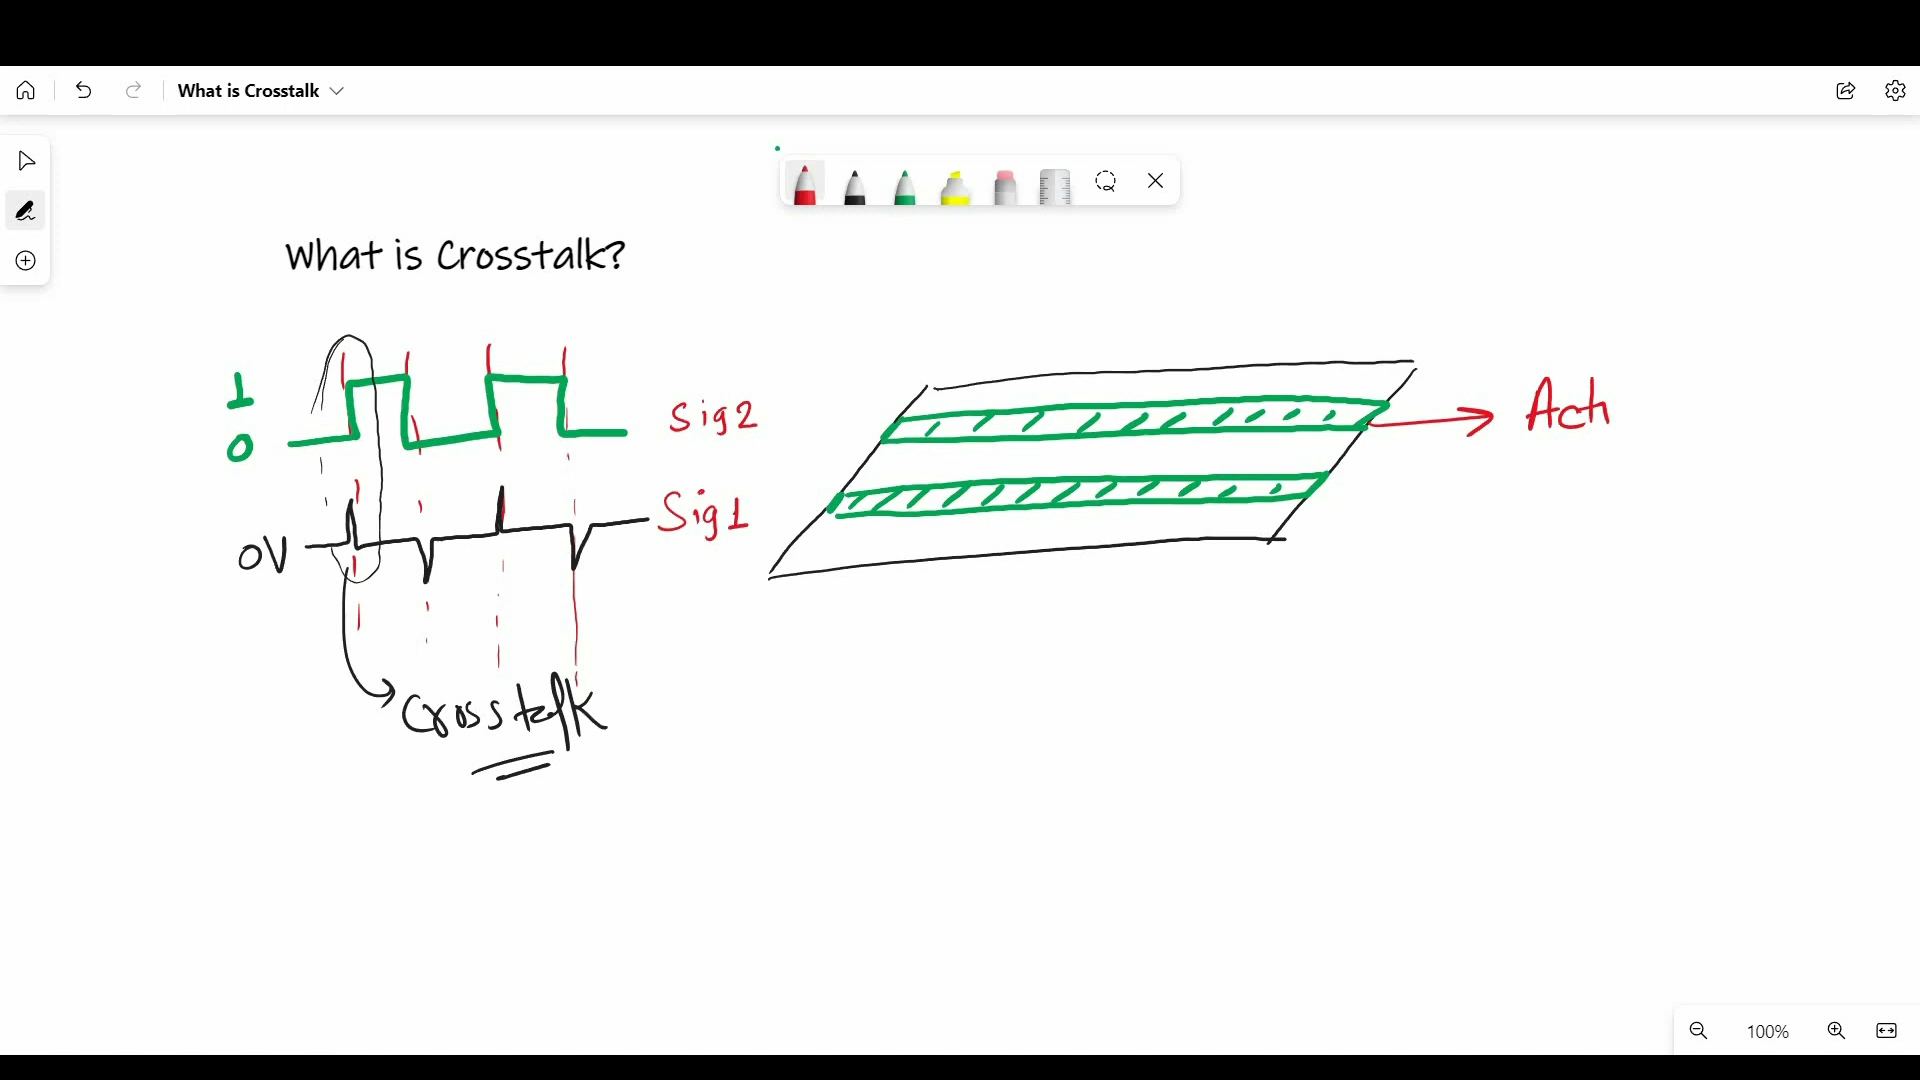 What is Crosstalk
What is Crosstalk?
1
0
Sig2
Ach
0V
Sig1
Crosstalk
100%